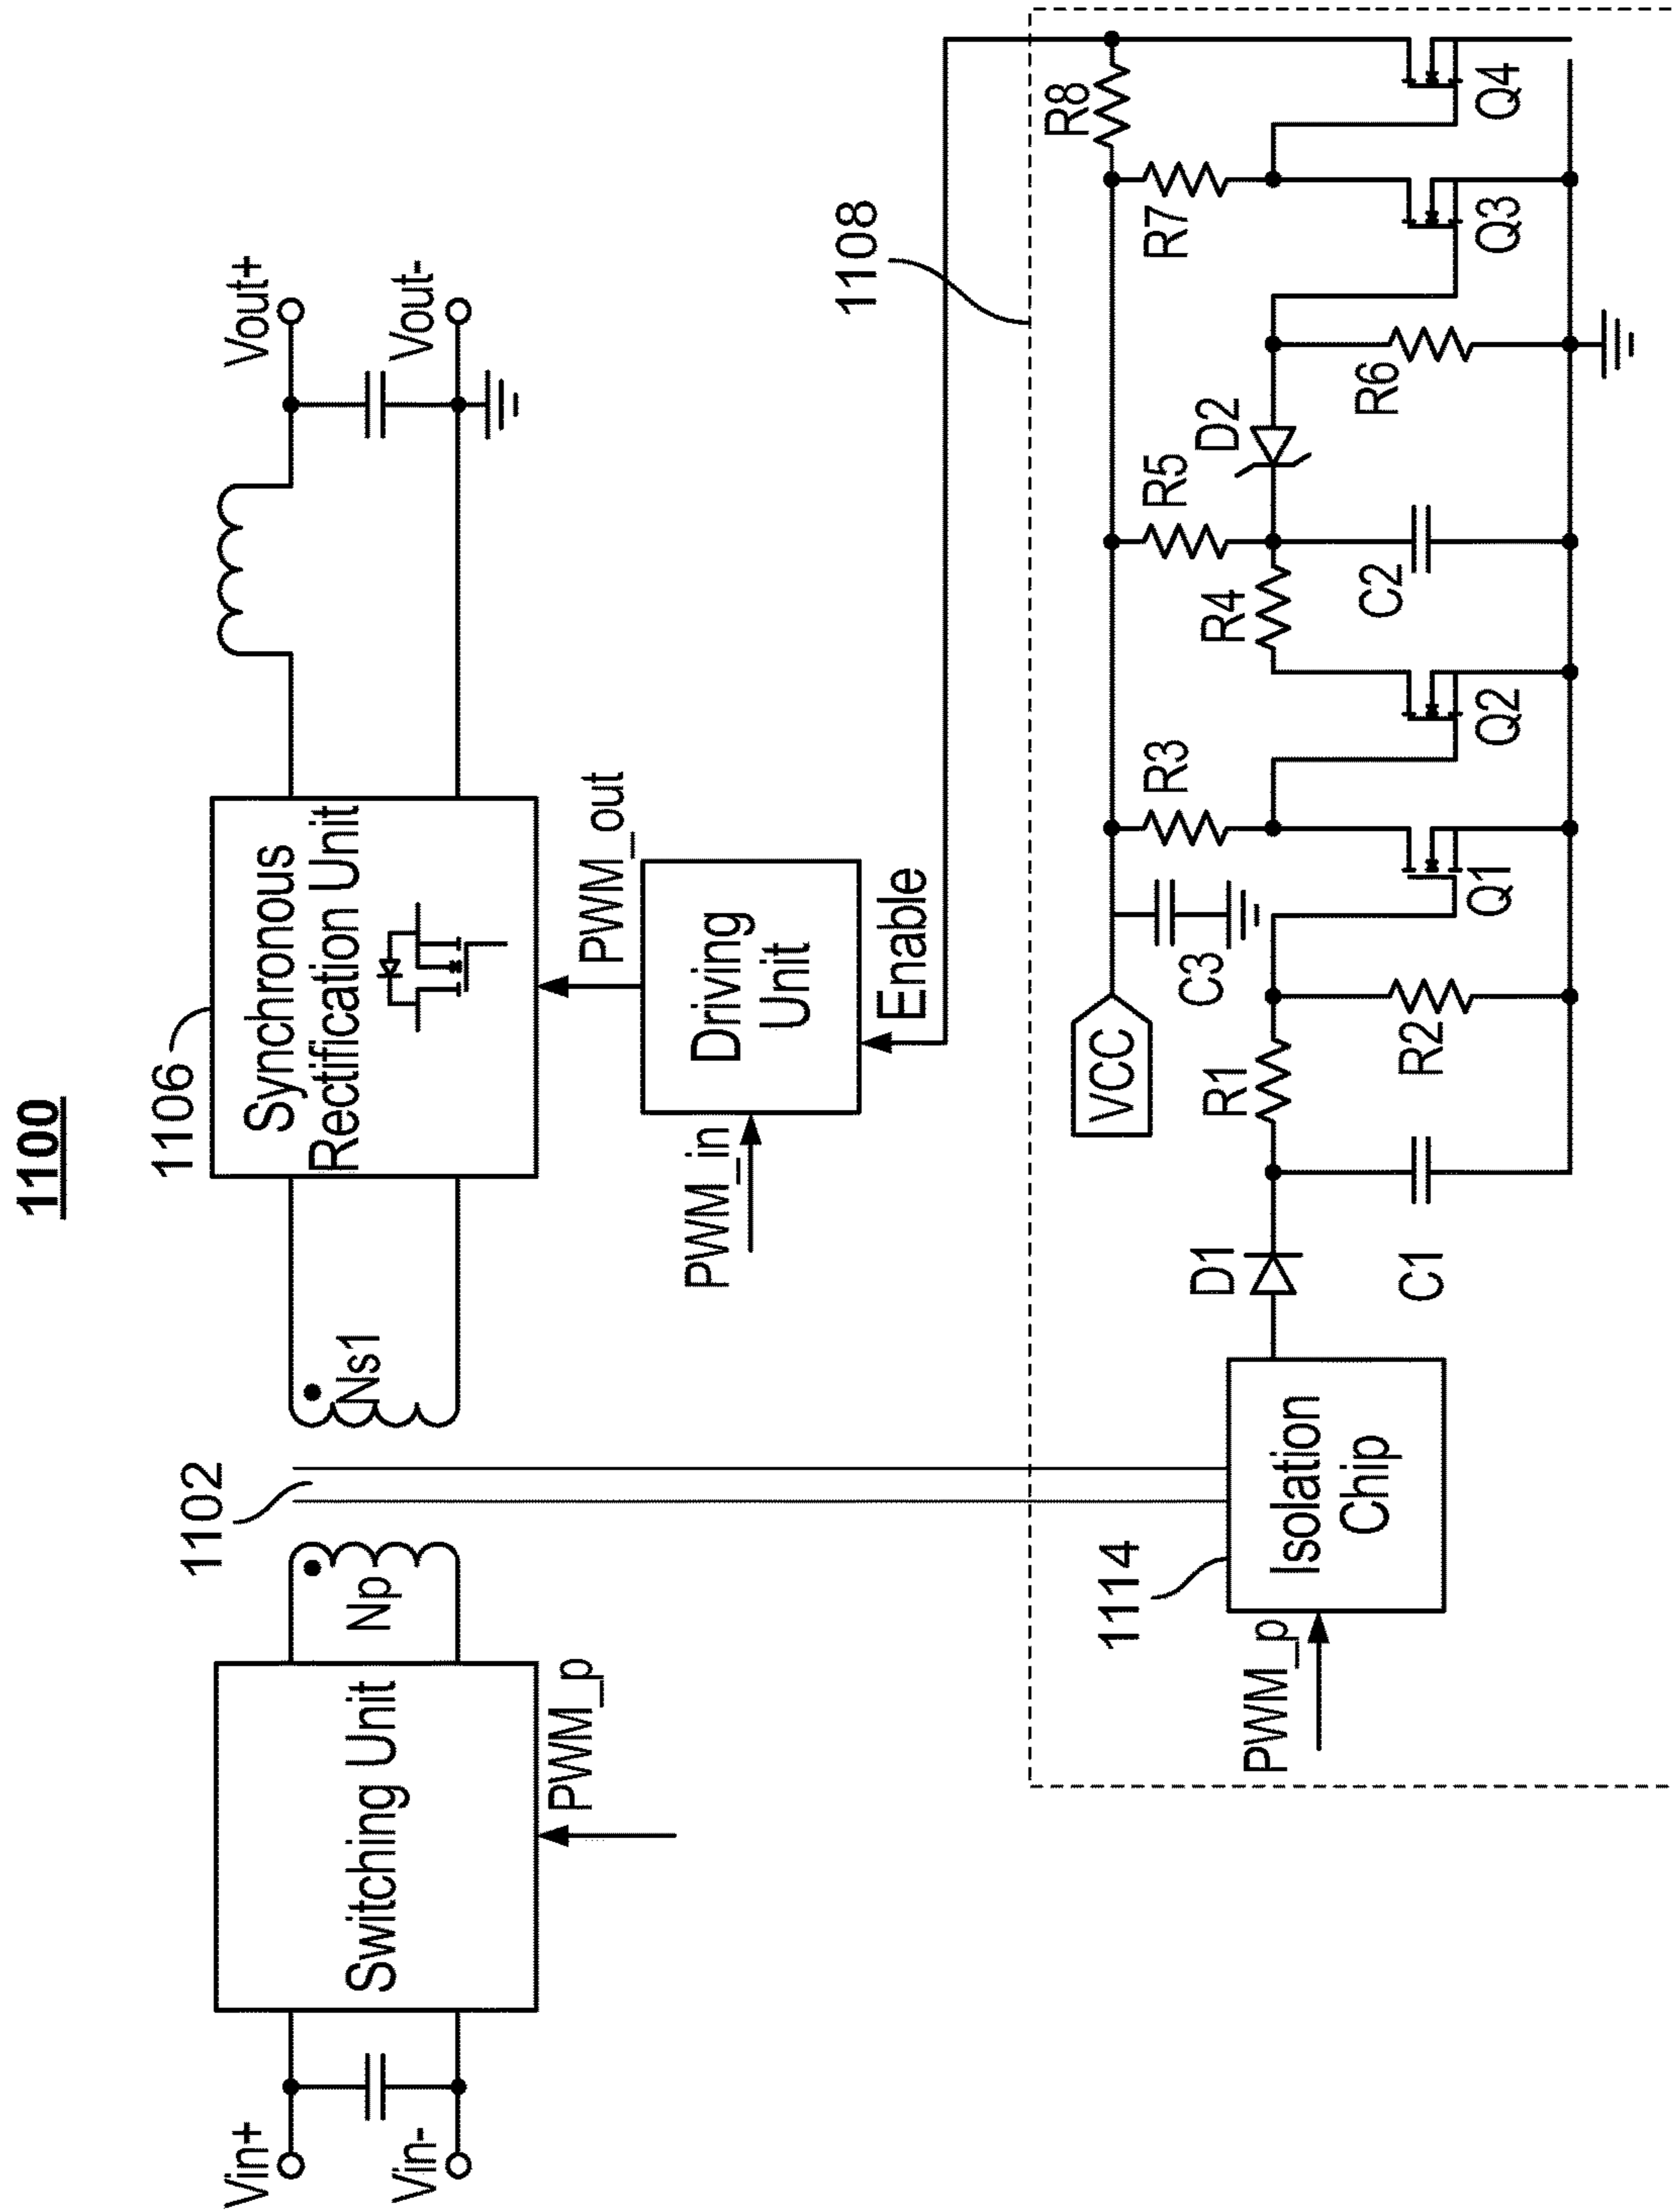 1100
Vin+
Vin-
Switching Unit
PWM_p
1102
Np
Ns1
1106
Synchronous
Rectification Unit
PWM_out
Driving
Unit
PWM_in
Enable
Vout+
Vout-
1108
1114
Isolation
Chip
PWM_p
D1
C1
R1
R2
VCC
C3
R3
Q1
Q2
R4
R5
C2
D2
R6
R7
Q3
R8
Q4